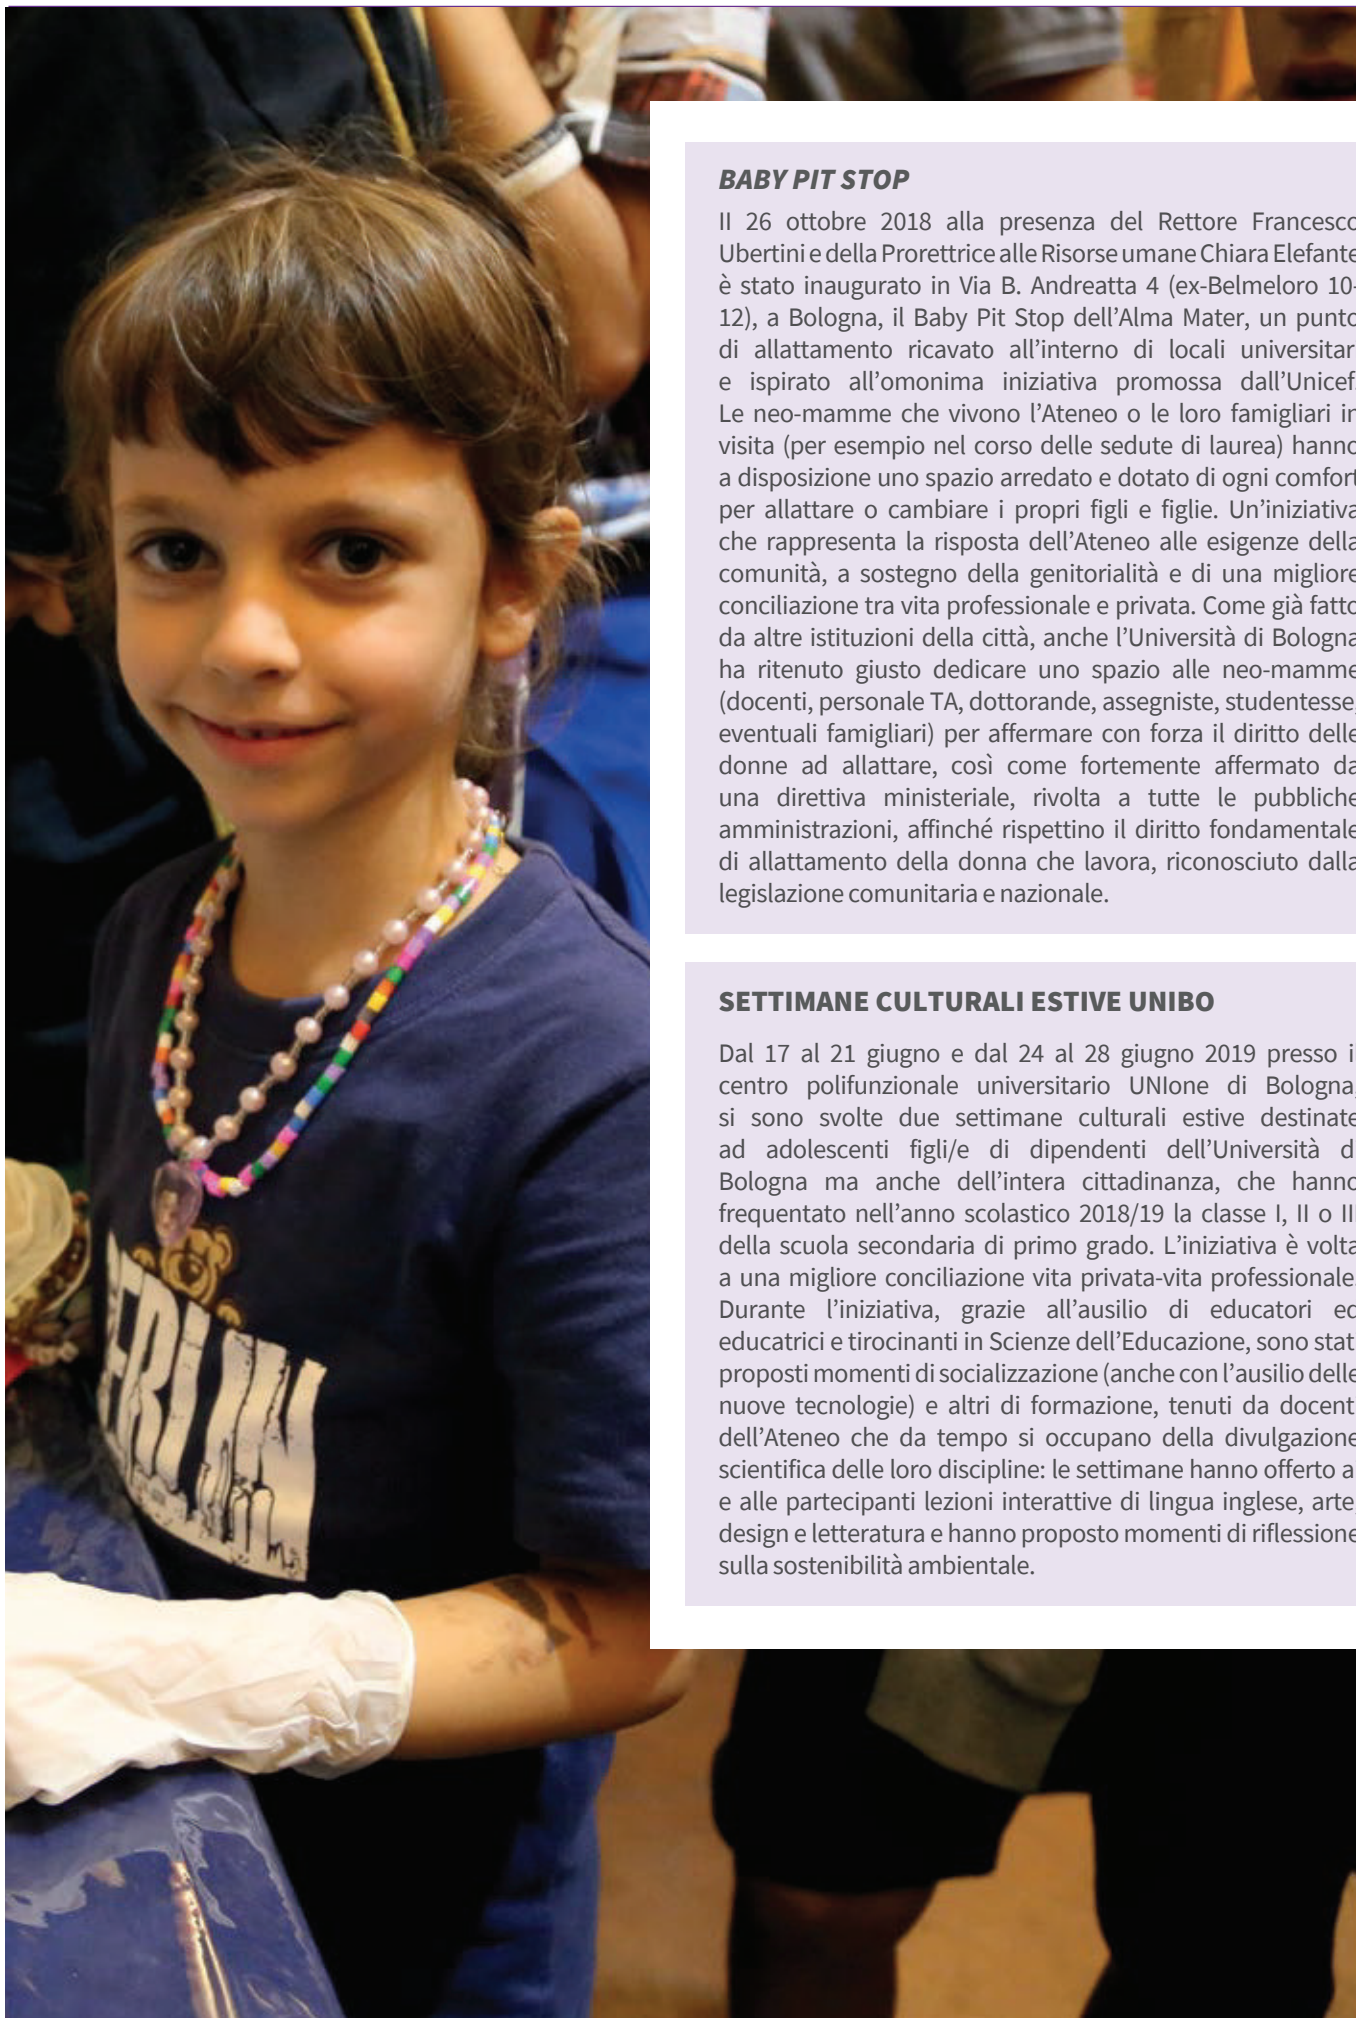 BABY PIT STOP
Il 26 ottobre 2018 alla presenza del Rettore Francesco
Ubertini e della Prorettrice alle Risorse umane Chiara Elefante
è stato inaugurato in Via B. Andreatta 4 (ex-Belmeloro 10-
12), a Bologna, il Baby Pit Stop dell’Alma Mater, un punto
di allattamento ricavato all’interno di locali universitar
e ispirato all’omonima iniziativa promossa dall’Unicef.
Le neo-mamme che vivono l’Ateneo o le loro famigliari in
visita (per esempio nel corso delle sedute di laurea) hanno
a disposizione uno spazio arredato e dotato di ogni comfort
per allattare o cambiare i propri figli e figlie. Un’iniziativa
che rappresenta la risposta dell’Ateneo alle esigenze della
comunità, a sostegno della genitorialità e di una migliore
conciliazione tra vita professionale e privata. Come già fatto
da altre istituzioni della città, anche l’Università di Bologna
ha ritenuto giusto dedicare uno spazio alle neo-mamme
(docenti, personale TA, dottorande, assegniste, studentesse,
eventuali famigliari) per affermare con forza il diritto delle
donne ad allattare, così come fortemente affermato da
una direttiva ministeriale, rivolta a tutte le pubbliche
amministrazioni, affinché rispettino il diritto fondamentale
di allattamento della donna che lavora, riconosciuto dalla
legislazione comunitaria e nazionale.
SETTIMANE CULTURALI ESTIVE UNIBO
Dal 17 al 21 giugno e dal 24 al 28 giugno 2019 presso i
centro polifunzionale universitario UNIone di Bologna,
si sono svolte due settimane culturali estive destinate
ad adolescenti figli/e di dipendenti dell’Università d
Bologna ma anche dell’intera cittadinanza, che hanno
frequentato nell’anno scolastico 2018/19 la classe I, II o III
della scuola secondaria di primo grado. L’iniziativa è volta
a una migliore conciliazione vita privata-vita professionale.
Durante l’iniziativa, grazie all’ausilio di educatori ed
educatrici e tirocinanti in Scienze dell’Educazione, sono stat
proposti momenti di socializzazione (anche con l’ausilio delle
nuove tecnologie) e altri di formazione, tenuti da docent
dell’Ateneo che da tempo si occupano della divulgazione
scientifica delle loro discipline: le settimane hanno offerto a
e alle partecipanti lezioni interattive di lingua inglese, arte,
design e letteratura e hanno proposto momenti di riflessione
sulla sostenibilità ambientale.